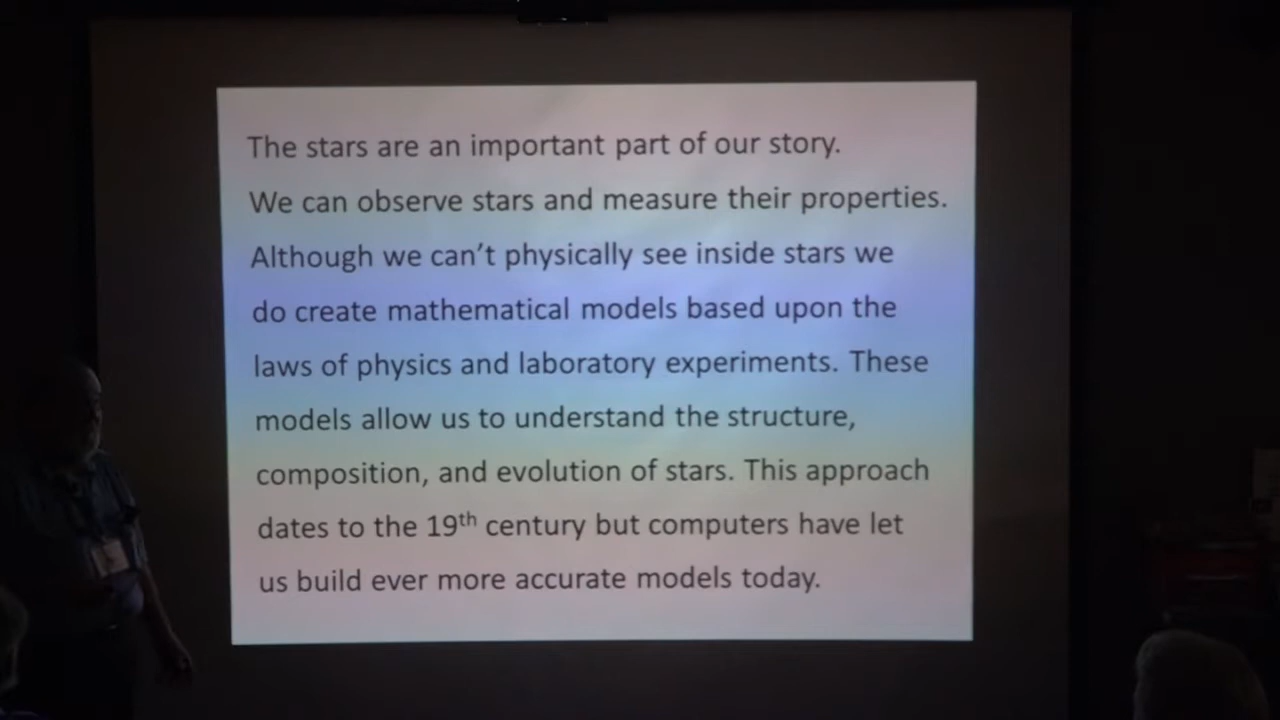 The stars are an important part of our story.
We can observe stars and measure their properties.
Although we can't physically see inside stars we
do create mathematical models based upon the
laws of physics and laboratory experiments. These
models allow us to understand the structure,
composition, and evolution of stars. This approach
dates to the 19th century but computers have let
us build ever more accurate models today.